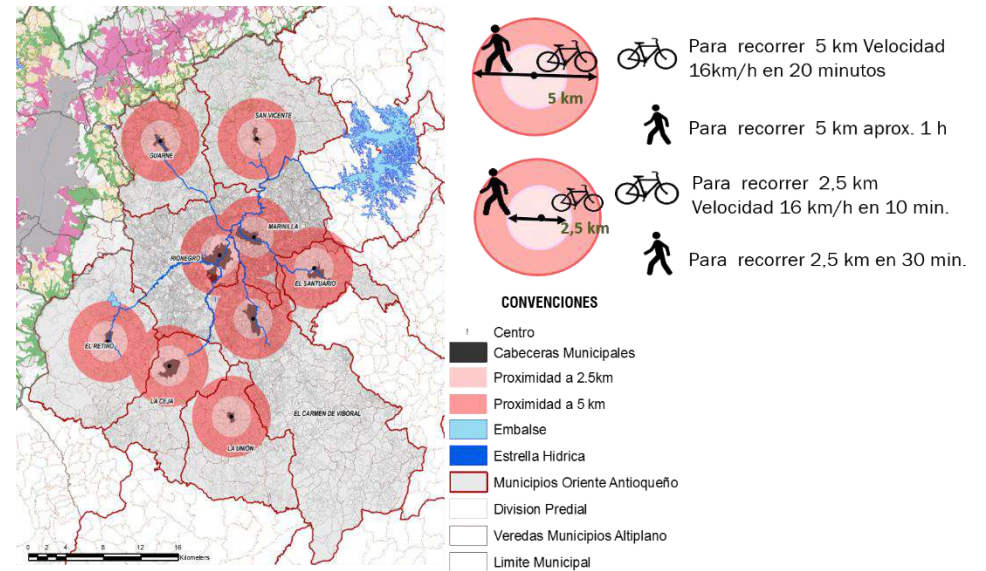 GUARNE
SAN VICENTE
MARINILLA
RIONEGRO
EL SANTUARIO
EL RETIRO
LA CEJA
EL CARMEN DE VIBORAL
LA UNIÓN
0 2 4 8 12 16
Kilometers
5 km
Para recorrer 5 km Velocidad
16km/h en 20 minutos
Para recorrer 5 km aprox. 1 h
2,5 km
Para recorrer 2,5 km
Velocidad 16 km/h en 10 min.
Para recorrer 2,5 km en 30 min.
CONVENCIONES
Centro
Cabeceras Municipales
Proximidad a 2.5km
Proximidad a 5 km
Embalse
Estrella Hidrica
Municipios Oriente Antioqueño
Division Predial
Veredas Municipios Altiplano
Limite Municipal